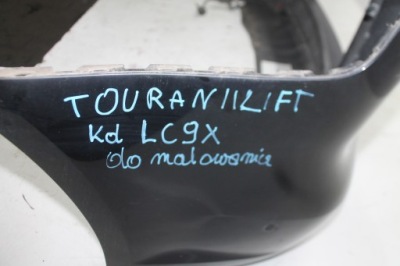 TOURAN II LIFT
Kd LC9X
do malowania